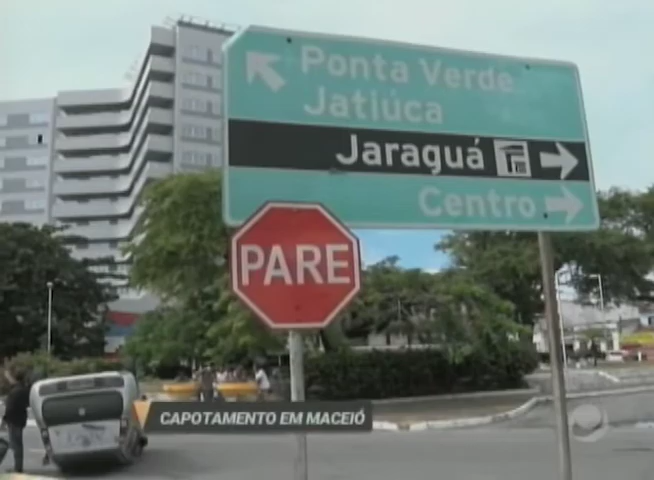 Ponta Verde
Jatiúca
Jaraguá
Centro
PARE
CAPOTAMENTO EM MACEIÓ